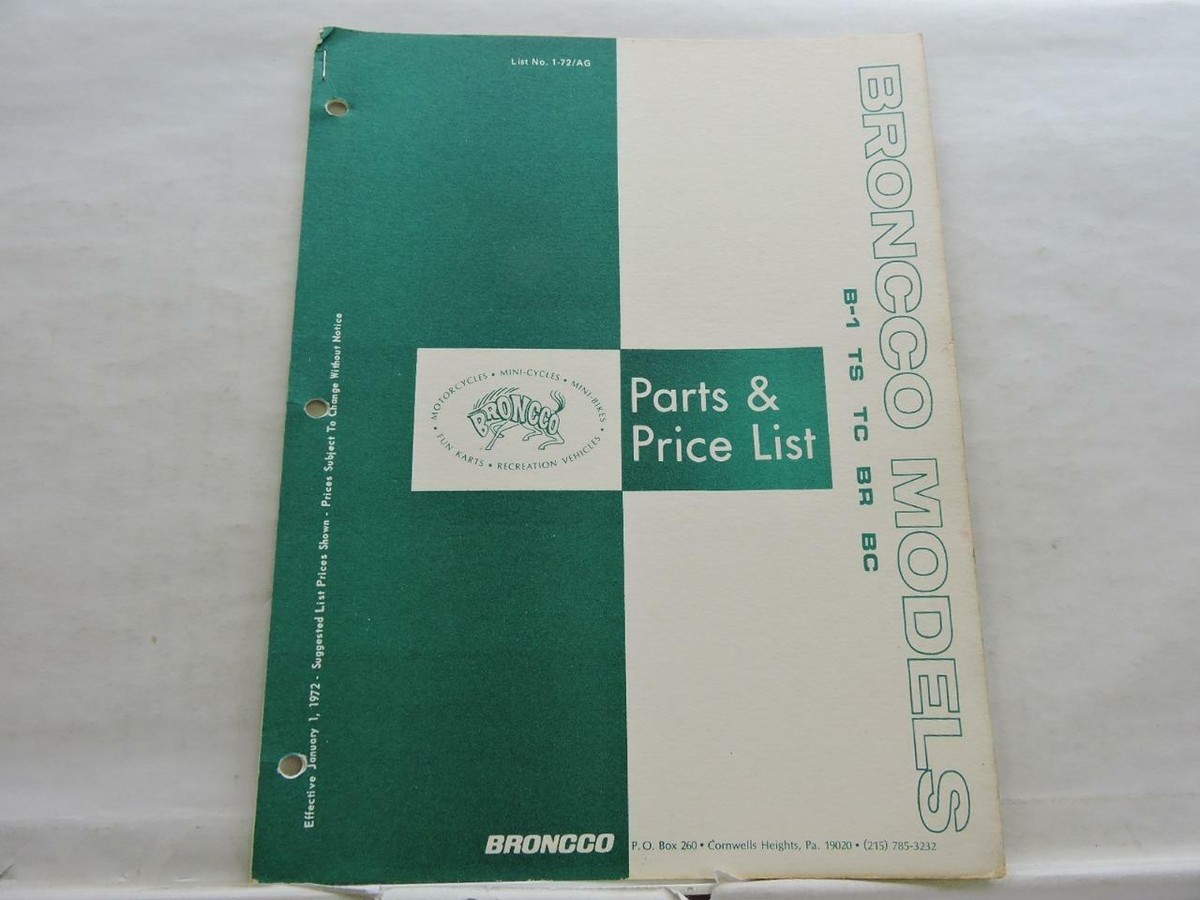 List No. 1-72/AG
BRONCCO MODELS
B-1 TS TC BR BC
• MOTORCYCLES • MINI-CYCLES • MINI-BIKES •
BRONCCO
FUN KARTS • RECREATION VEHICLES •
Parts &
Price List
Effective January 1, 1972 - Suggested List Prices Shown - Prices Subject To Change Without Notice
BRONCCO
P.O. Box 260 • Cornwells Heights, Pa. 19020 • (215) 785-3232